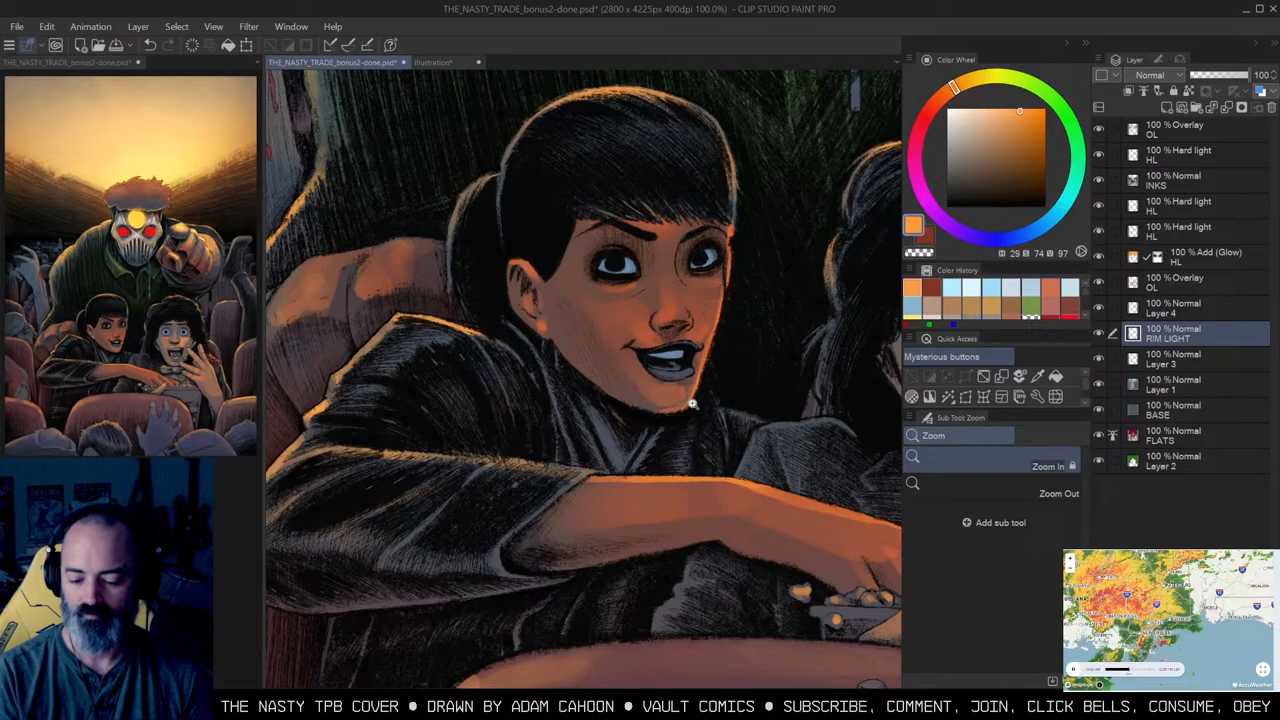 THE_NASTY_TRADE_bonus2-done.psd* (2800 x 4225px 400dpi 100.0%) - CLIP STUDIO PAINT PRO
File Edit Animation Layer Select View Filter Window Help
THE_NASTY_TRADE_bonus2-done.psd*
THE_NASTY_TRADE_bonus2-done.psd*
Illustration*
Color Wheel
H 29 S 74 V 97
Color History
Quick Access
Mysterious buttons
Sub Tool Zoom
Zoom
Zoom In
Zoom Out
Add sub tool
Layer
Normal 100
100 % Overlay
OL
100 % Hard light
HL
100 % Normal
INKS
100 % Hard light
HL
100 % Hard light
HL
100 % Add (Glow)
HL
100 % Overlay
OL
100 % Normal
Layer 4
100 % Normal
RIM LIGHT
100 % Normal
Layer 3
100 % Normal
Layer 1
100 % Normal
BASE
100 % Normal
FLATS
100 % Normal
Layer 2
MOBILE
mapbox
AccuWeather
THE NASTY TPB COVER ● DRAWN BY ADAM CAHOON ● VAULT COMICS ● SUBSCRIBE, COMMENT, JOIN, CLICK BELLS, CONSUME, OBEY